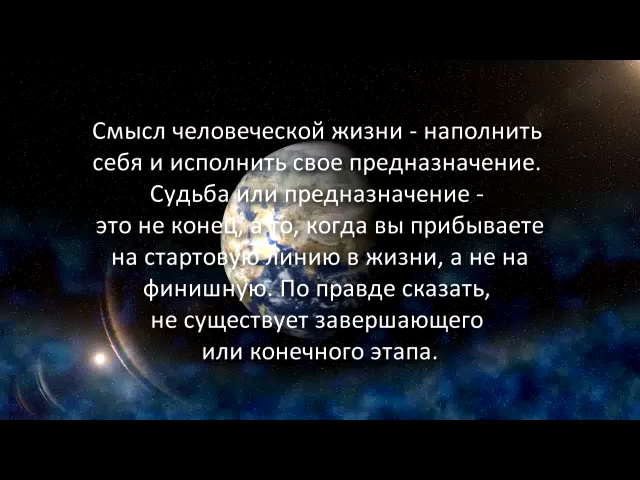 Смысл человеческой жизни - наполнить
себя и исполнить свое предназначение.
Судьба или предназначение -
это не конец, а то, когда вы прибываете
на стартовую линию в жизни, а не на
финишную. По правде сказать,
не существует завершающего
или конечного этапа.